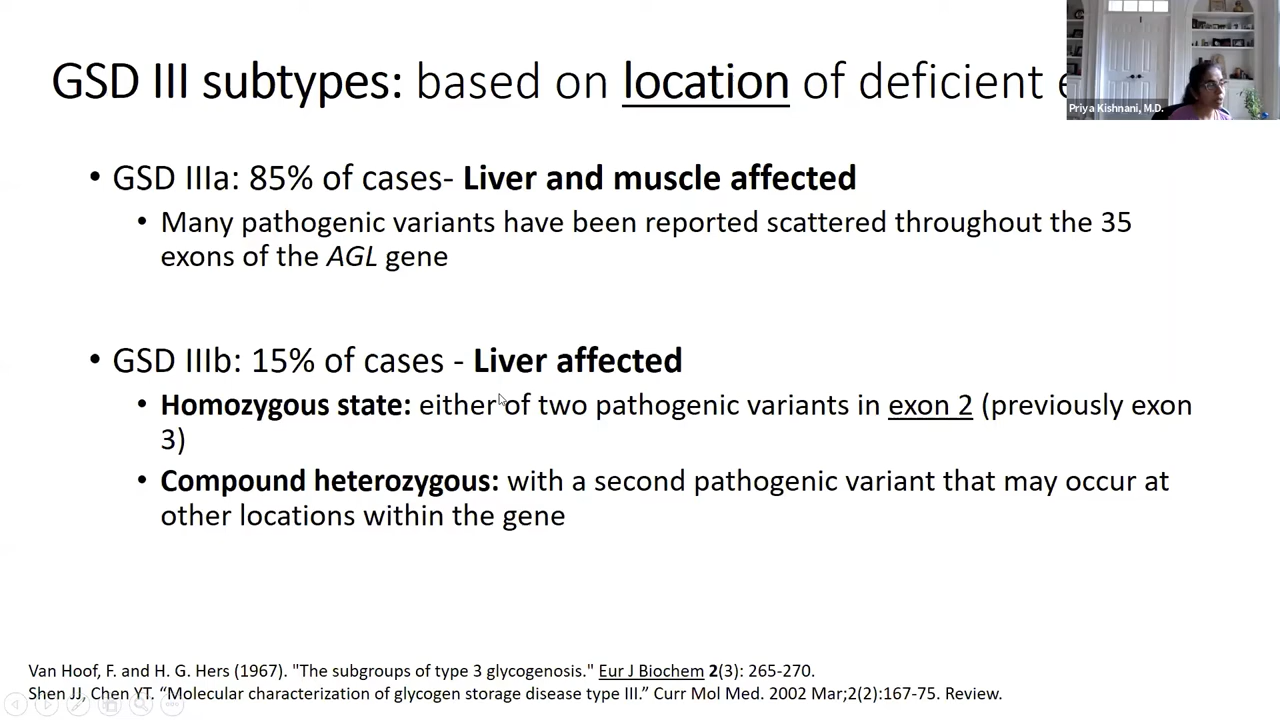 GSD III subtypes: based on location of deficient
Priya Kishnani, M.D.
• GSD IIIa: 85% of cases- Liver and muscle affected
• Many pathogenic variants have been reported scattered throughout the 35
exons of the AGL gene
• GSD IIIb: 15% of cases - Liver affected
• Homozygous state: either of two pathogenic variants in exon 2 (previously exon
3)
• Compound heterozygous: with a second pathogenic variant that may occur at
other locations within the gene
Van Hoof, F. and H. G. Hers (1967). "The subgroups of type 3 glycogenosis." Eur J Biochem 2(3): 265-270.
Shen JJ, Chen YT. “Molecular characterization of glycogen storage disease type III.” Curr Mol Med. 2002 Mar;2(2):167-75. Review.